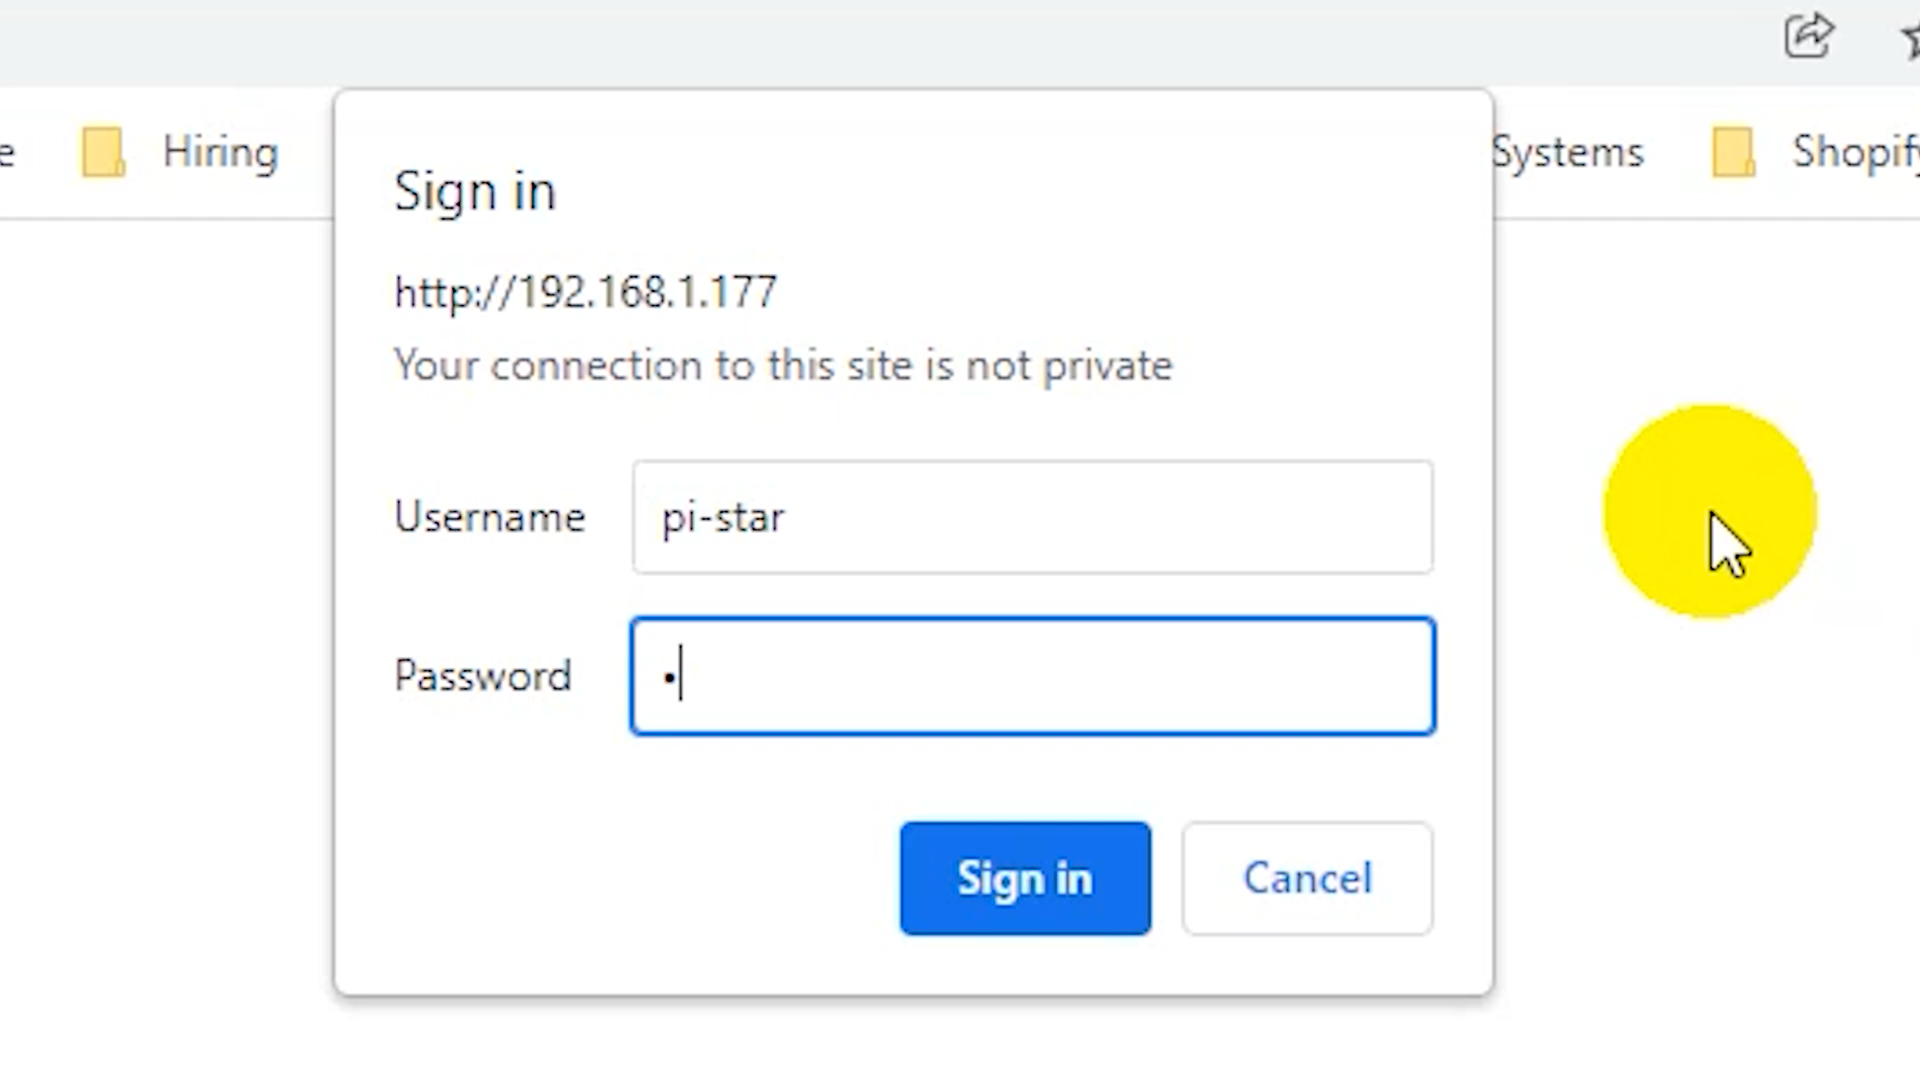 e
Hiring
Systems
Shopify
Sign in
http://192.168.1.177
Your connection to this site is not private
Username
pi-star
Password
•
Sign in
Cancel